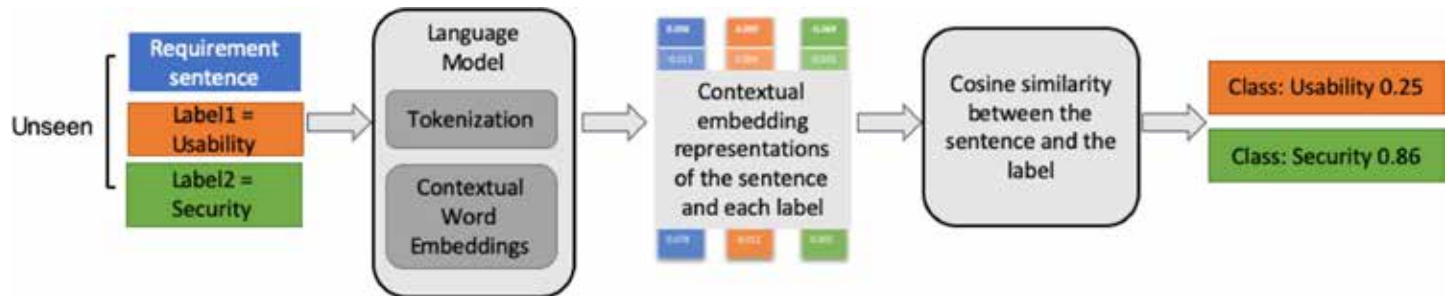 Unseen
Requirement
sentence
Label1 =
Usability
Label2 =
Security
Language
Model
Tokenization
Contextual
Word
Embeddings
Contextual
embedding
representations
of the sentence
and each label
Cosine similarity
between the
sentence and the
label
Class: Usability 0.25
Class: Security 0.86